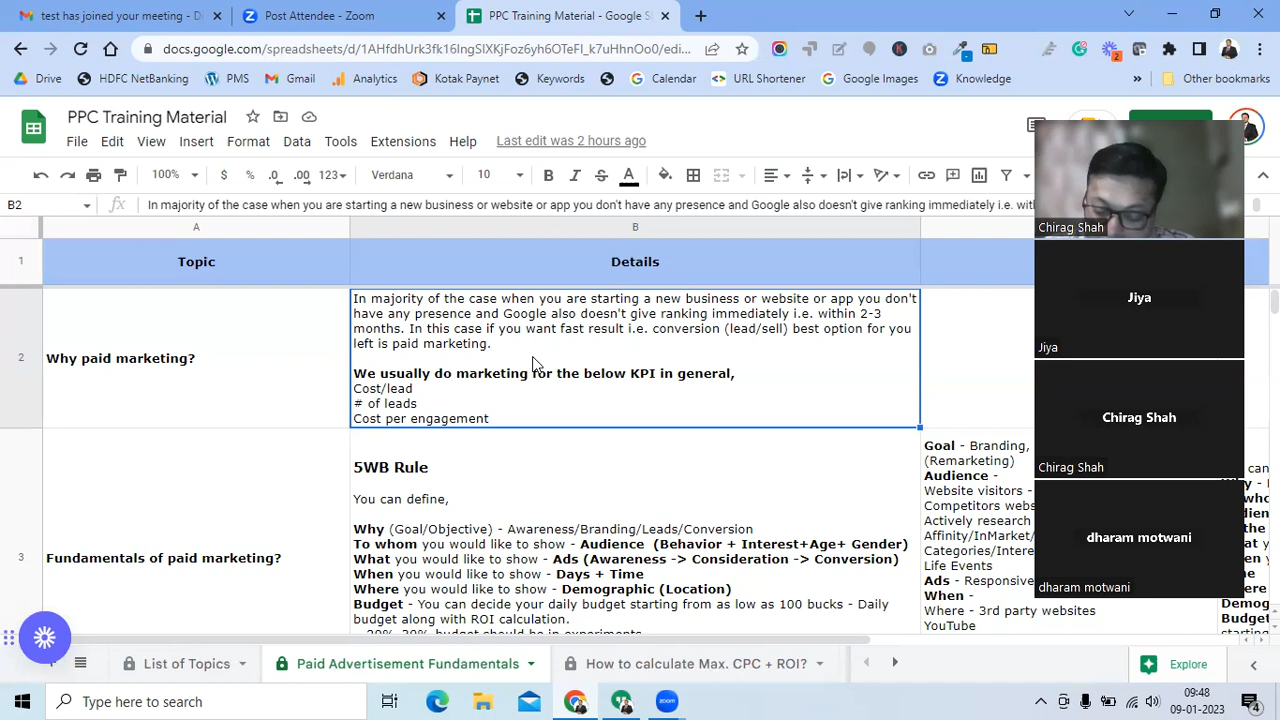 test has joined your meeting - D
Post Attendee - Zoom
PPC Training Material - Google S
docs.google.com/spreadsheets/d/1AHfdhUrk3fk16IngSlXKjFoz6yh6OTeFI_k7uHhnOo0/edi...
2
Drive
HDFC NetBanking
PMS
Gmail
Analytics
Kotak Paynet
Keywords
Calendar
URL Shortener
Google Images
Knowledge
»
Other bookmarks
PPC Training Material
File Edit View Insert Format Data Tools Extensions Help Last edit was 2 hours ago
100% $ % .0 .00 123 Verdana 10 B I S A
B2 fx In majority of the case when you are starting a new business or website or app you don't have any presence and Google also doesn't give ranking immediately i.e. with
A B
1 Topic Details
2 Why paid marketing?
In majority of the case when you are starting a new business or website or app you don't
have any presence and Google also doesn't give ranking immediately i.e. within 2-3
months. In this case if you want fast result i.e. conversion (lead/sell) best option for you
left is paid marketing.
We usually do marketing for the below KPI in general,
Cost/lead
# of leads
Cost per engagement
3 Fundamentals of paid marketing?
5WB Rule
You can define,
Why (Goal/Objective) - Awareness/Branding/Leads/Conversion
To whom you would like to show - Audience (Behavior + Interest+Age+ Gender)
What you would like to show - Ads (Awareness -> Consideration -> Conversion)
When you would like to show - Days + Time
Where you would like to show - Demographic (Location)
Budget - You can decide your daily budget starting from as low as 100 bucks - Daily
budget along with ROI calculation.
- 20%-30% budget should be in experiments
Goal - Branding,
(Remarketing)
Audience -
Website visitors -
Competitors webs
Actively research
Affinity/InMarket/
Categories/Intere
Life Events
Ads - Responsive
When -
Where - 3rd party websites
YouTube
Chirag Shah
Jiya
Jiya
Chirag Shah
Chirag Shah
dharam motwani
dharam motwani
List of Topics
Paid Advertisement Fundamentals
How to calculate Max. CPC + ROI?
Explore
Type here to search
09:48
09-01-2023
4